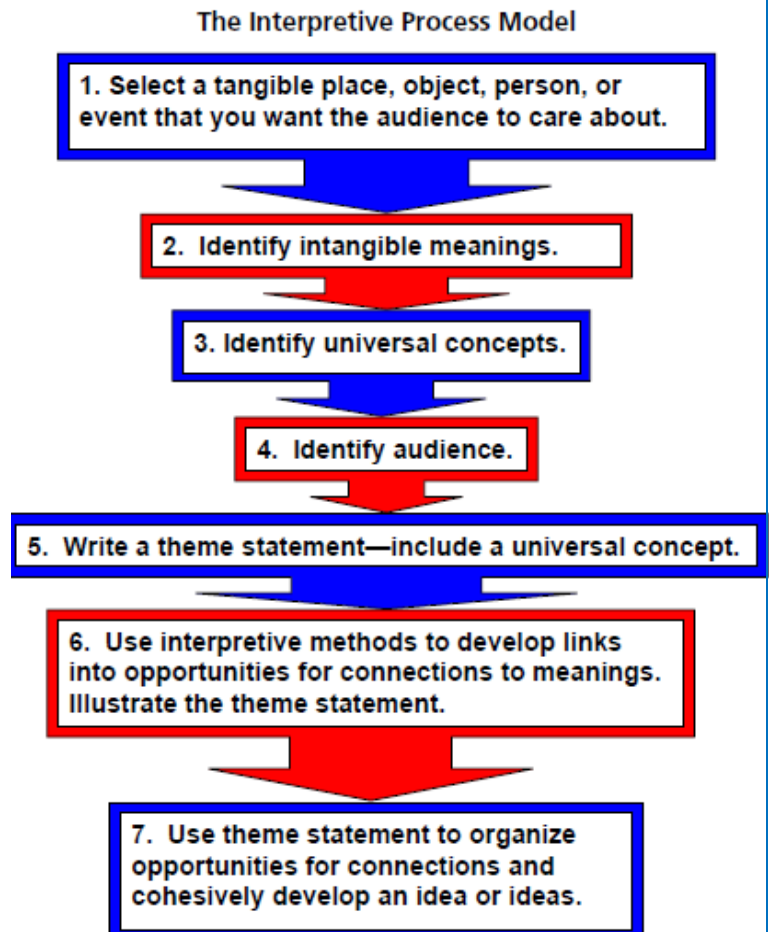 The Interpretive Process Model
1. Select a tangible place, object, person, or
event that you want the audience to care about.
2.  Identify intangible meanings.
3. Identify universal concepts.
4.  Identify audience.
5.  Write a theme statement—include a universal concept.
6.  Use interpretive methods to develop links
into opportunities for connections to meanings.
Illustrate the theme statement.
7.  Use theme statement to organize
opportunities for connections and
cohesively develop an idea or ideas.